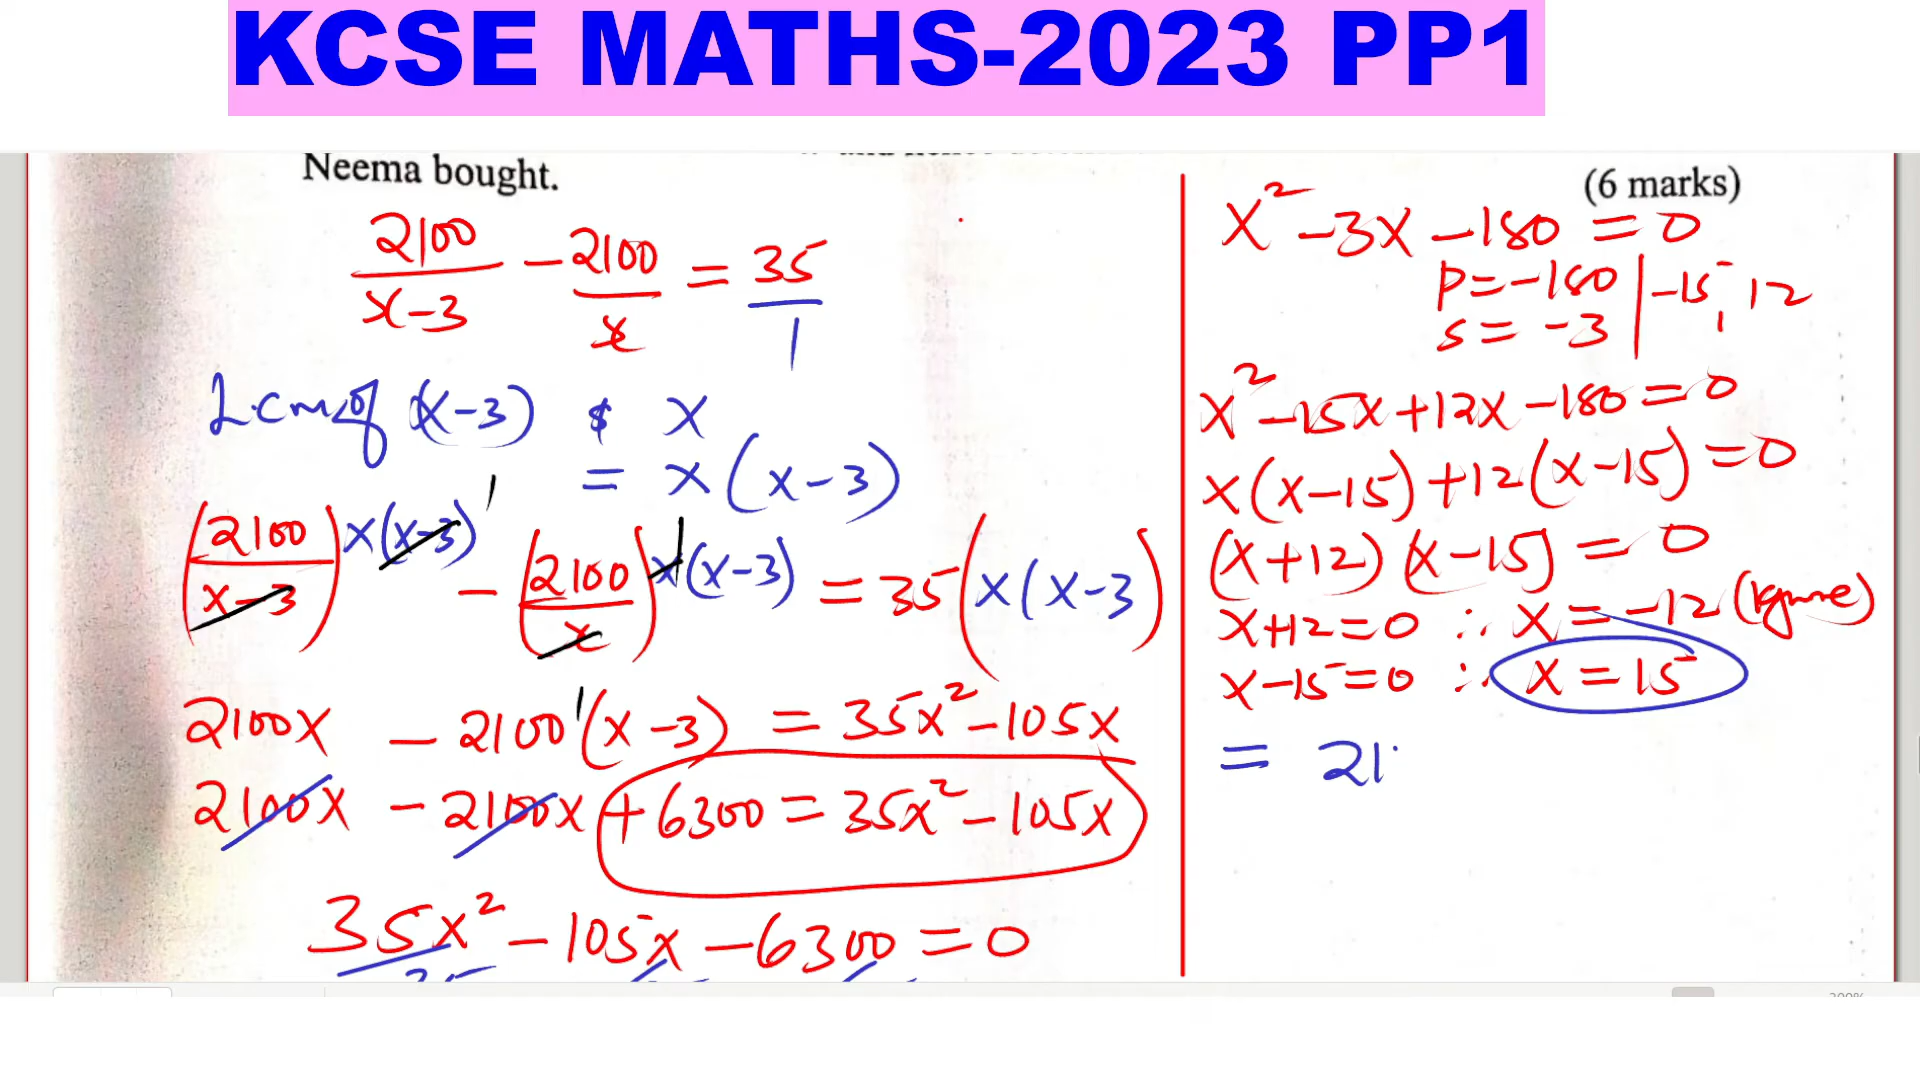 KCSE MATHS-2023 PP1
Neema bought.
(6 marks)
2100/(x-3) - 2100/x = 35/1
L.cm of (x-3) & x
= x(x-3)
(2100/(x-3)) x(x-3) - (2100/x) x(x-3) = 35(x(x-3)
2100x - 2100(x-3) = 35x² - 105x
2100x - 2100x + 6300 = 35x² - 105x
35x² - 105x - 6300 = 0
x² - 3x - 180 = 0
p = -180 | -15, 12
s = -3
x² - 15x + 12x - 180 = 0
x(x-15) + 12(x-15) = 0
(x+12)(x-15) = 0
x+12 = 0 ∴ x = -12 (Ignore)
x-15 = 0 ∴ x = 15
= 21